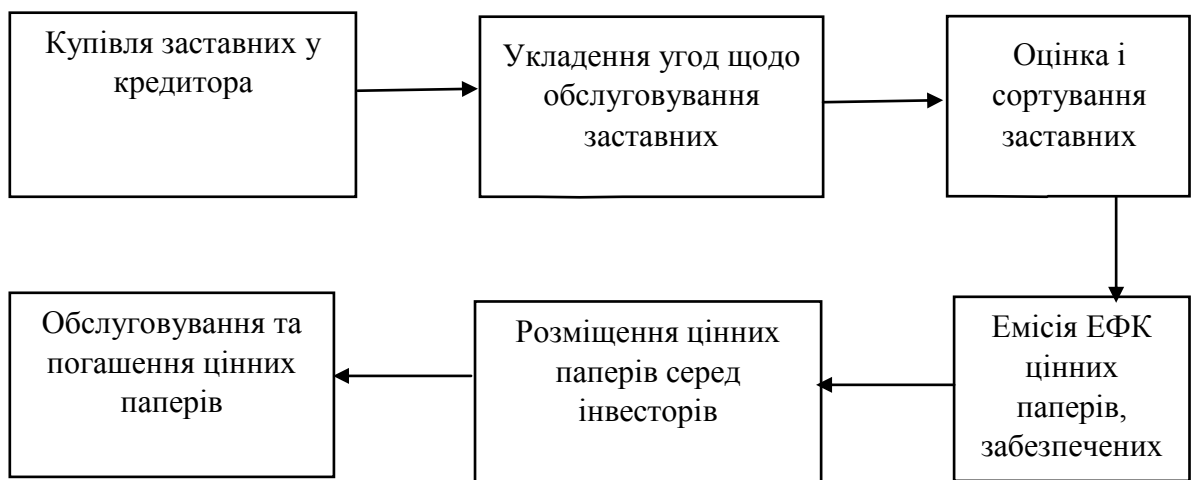 Купівля заставних у
кредитора
Укладення угод щодо
обслуговування
заставних
Оцінка і
сортування
заставних
Емісія ЕФК
цінних
паперів,
забезпечених
Розміщення цінних
паперів серед
інвесторів
Обслуговування та
погашення цінних
паперів